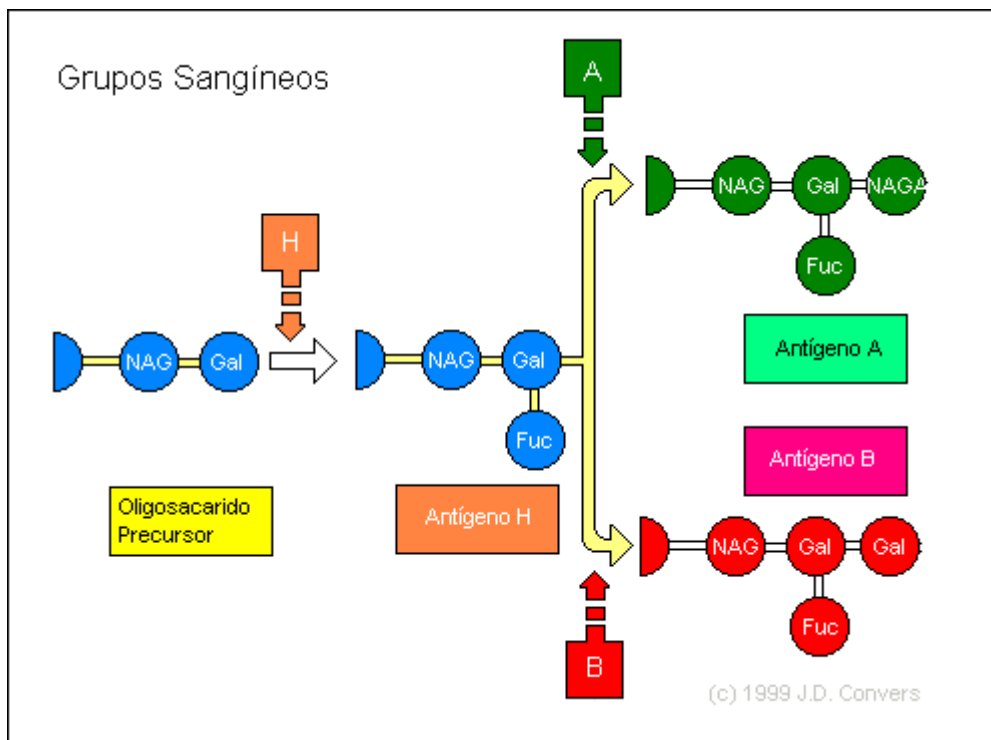 Grupos Sangíneos
A
NAG
Gal
NAGA
Fuc
H
NAG
Gal
NAG
Gal
Fuc
Antígeno A
Antígeno B
Oligosacarido
Precursor
Antígeno H
NAG
Gal
Gal
Fuc
B
(c) 1999 J.D. Convers